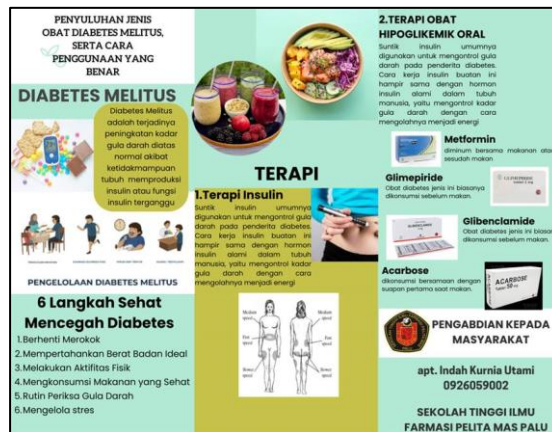 PENYULUHAN JENIS
OBAT DIABETES MELITUS,
SERTA CARA
PENGGUNAAN YANG
BENAR
DIABETES MELITUS
Diabetes Melitus
adalah terjadinya
peningkatan kadar
gula darah diatas
normal akibat
ketidakmampuan
tubuh memproduksi
insulin atau fungsi
insulin terganggu
PENGELOLAAN DIABETES MELITUS
6 Langkah Sehat
Mencegah Diabetes
1.Berhenti Merokok
2.Mempertahankan Berat Badan Ideal
3.Melakukan Aktifitas Fisik
4.Mengkonsumsi Makanan yang Sehat
5.Rutin Periksa Gula Darah
6.Mengelola stres
TERAPI
1.Terapi Insulin
Suntik insulin umumnya
digunakan untuk mengontrol gula
darah pada penderita diabetes.
Cara kerja insulin buatan ini
hampir sama dengan hormon
insulin alami dalam tubuh
manusia, yaitu mengontrol kadar
gula darah dengan cara
mengolahnya menjadi energi
2.TERAPI OBAT
HIPOGLIKEMIK ORAL
Suntik insulin umumnya
digunakan untuk mengontrol gula
darah pada penderita diabetes.
Cara kerja insulin buatan ini
hampir sama dengan hormon
insulin alami dalam tubuh
manusia, yaitu mengontrol kadar
gula darah dengan cara
mengolahnya menjadi energi
Metformin
diminum bersama makanan atau
sesudah makan
Glimepiride
Obat diabetes jenis ini biasanya
dikonsumsi sebelum makan.
Glibenclamide
Obat diabetes jenis ini biasa
dikonsumsi sebelum makan.
Acarbose
dikonsumsi bersamaan dengan
suapan pertama saat makan.
ACARBOSE
50 mg
PENGABDIAN KEPADA
MASYARAKAT
apt. Indah Kurnia Utami
0926059002
SEKOLAH TINGGI ILMU
FARMASI PELITA MAS PALU